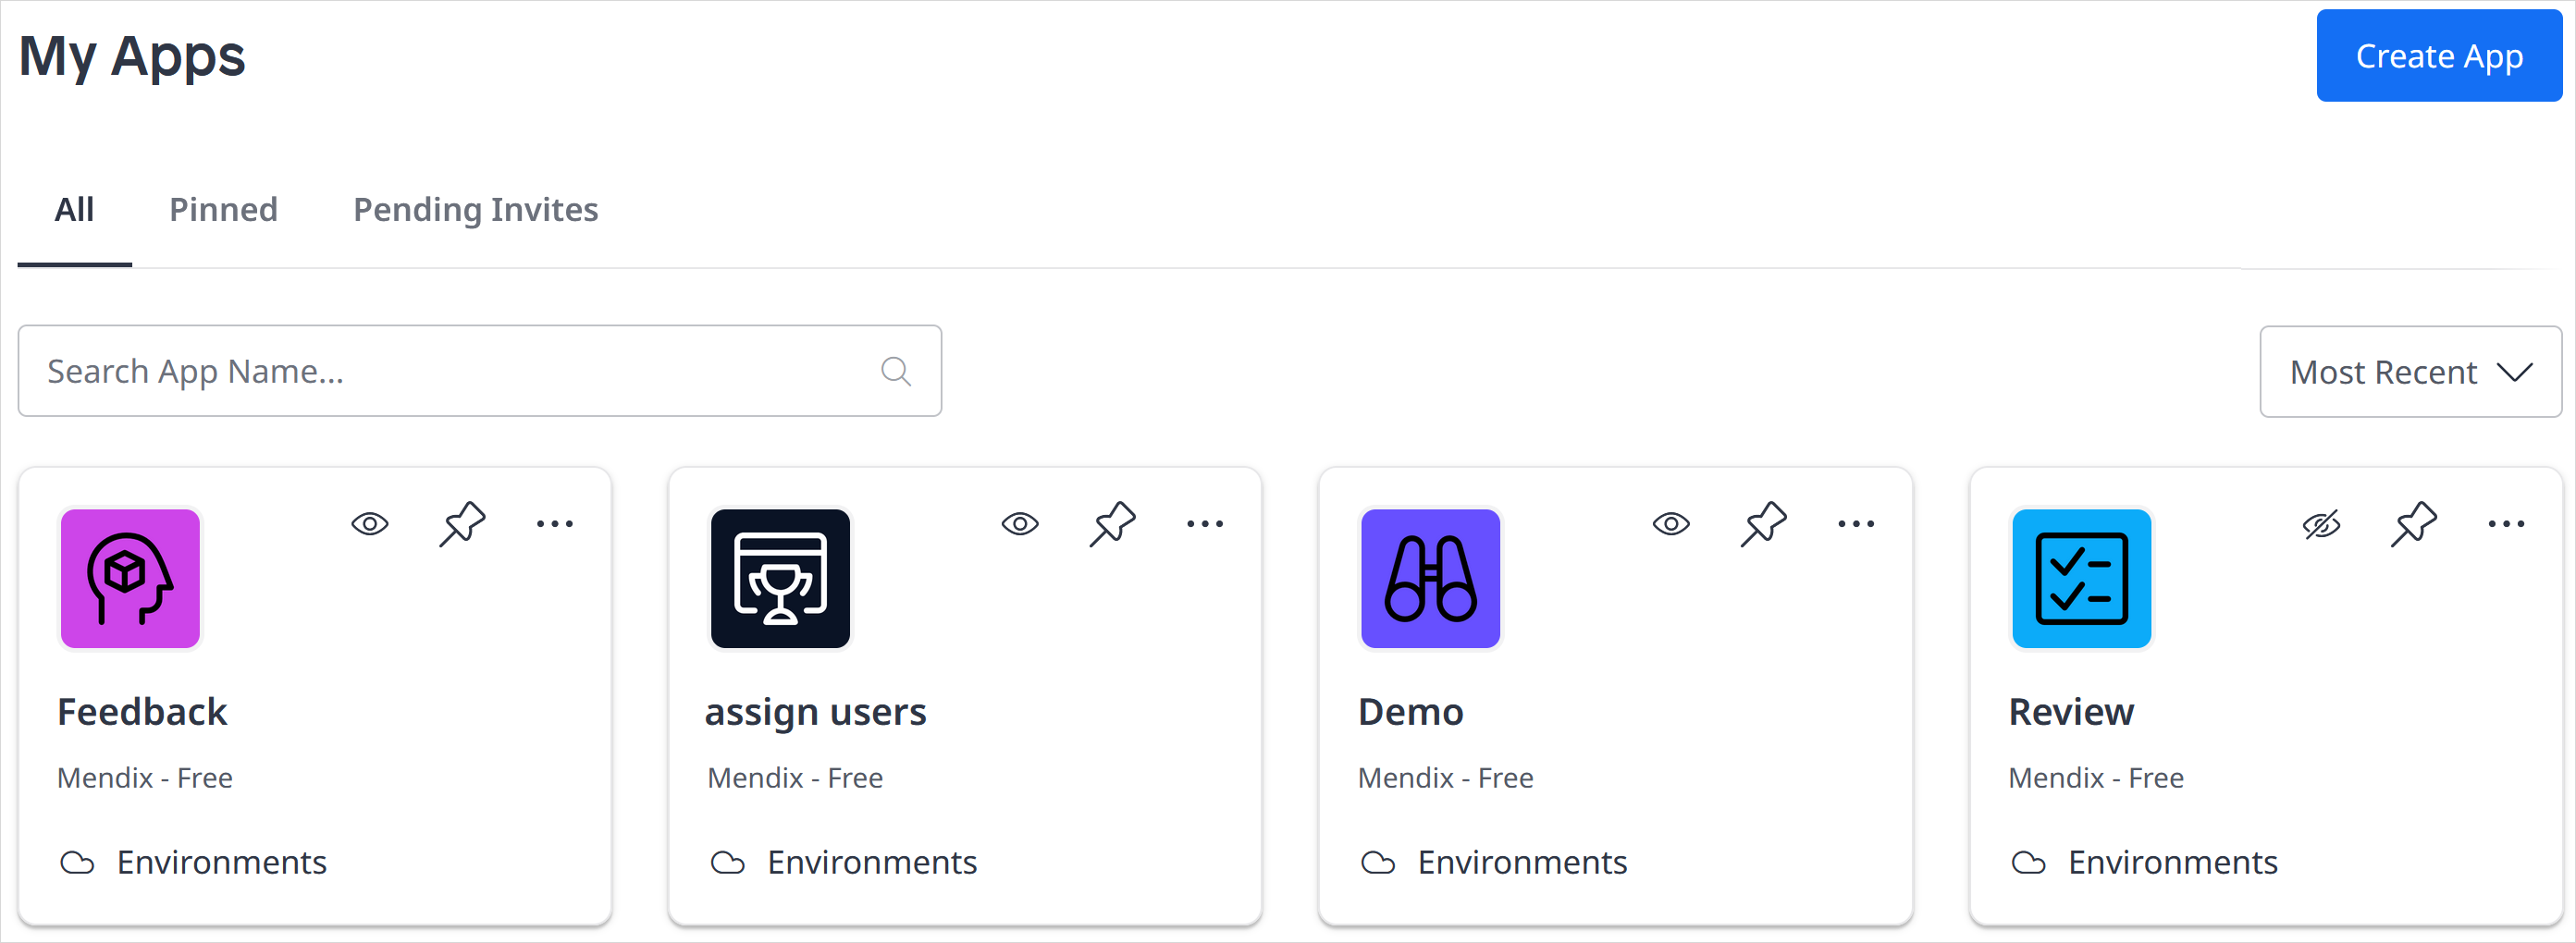 My Apps
Create App
All Pinned Pending Invites
Search App Name...
Most Recent
Feedback
Mendix - Free
Environments
assign users
Mendix - Free
Environments
Demo
Mendix - Free
Environments
Review
Mendix - Free
Environments